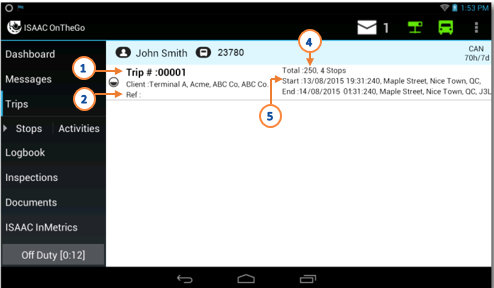 1:53 PM
ISAAC OnTheGo
1
Dashboard
Messages
Trips
Stops Activities
Logbook
Inspections
Documents
ISAAC InMetrics
Off Duty [0:12]
John Smith 23780
CAN
70h/7d
1
Trip # :00001
Client :Terminal A, Acme, ABC Co, ABC Co.
2
Ref :
4
Total :250, 4 Stops
Start :13/08/2015 19:31:240, Maple Street, Nice Town, QC,
End :14/08/2015 0131:240, Maple Street, Nice Town, QC, J3L
5